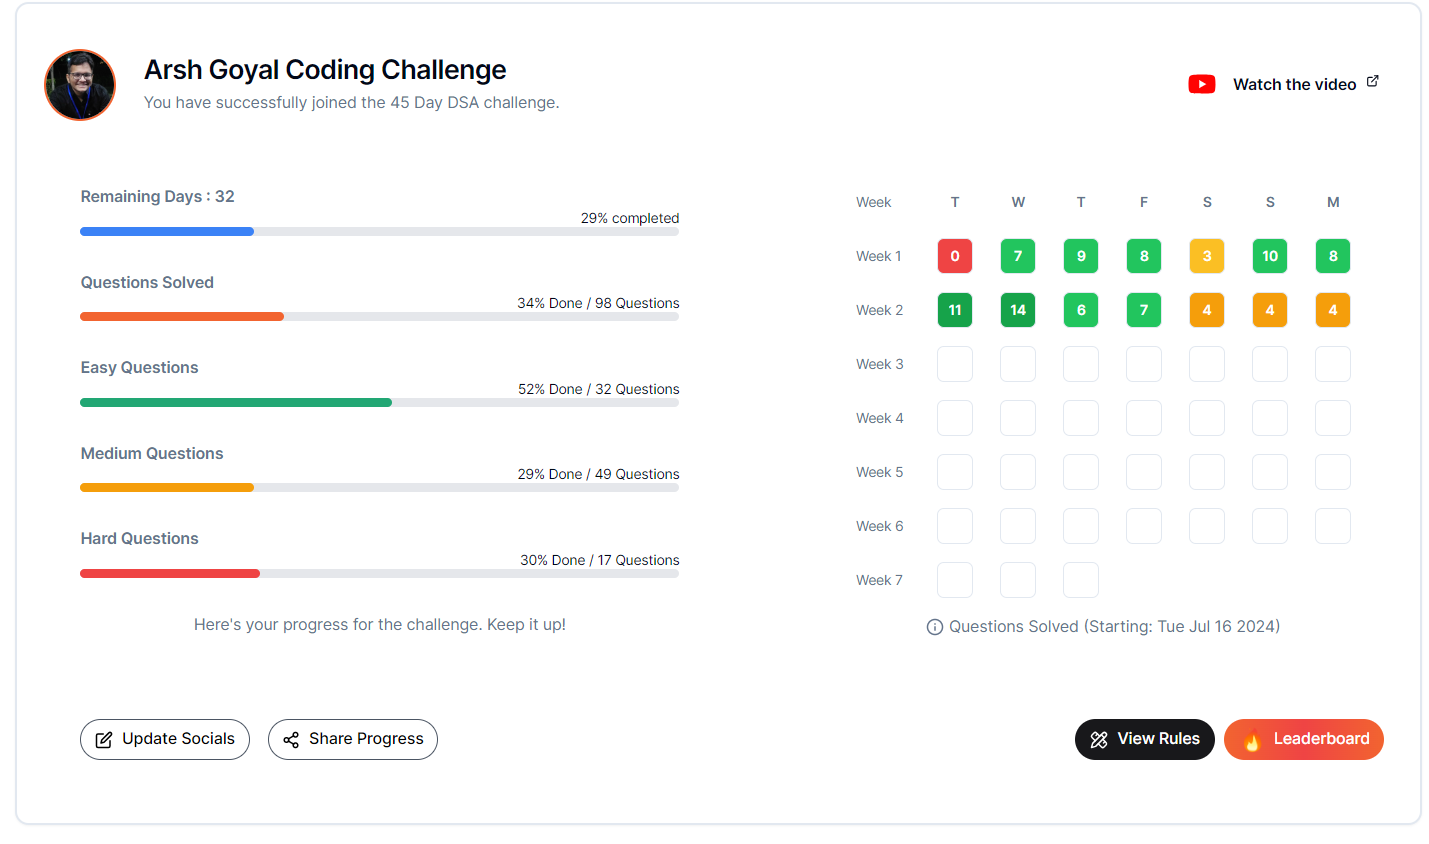 Arsh Goyal Coding Challenge
You have successfully joined the 45 Day DSA challenge.
Watch the video
Remaining Days : 32
29% completed
Questions Solved
34% Done / 98 Questions
Easy Questions
52% Done / 32 Questions
Medium Questions
29% Done / 49 Questions
Hard Questions
30% Done / 17 Questions
Here's your progress for the challenge. Keep it up!
Week T W T F S S M
Week 1 0 7 9 8 3 10 8
Week 2 11 14 6 7 4 4 4
Week 3
Week 4
Week 5
Week 6
Week 7
Questions Solved (Starting: Tue Jul 16 2024)
Update Socials Share Progress View Rules Leaderboard